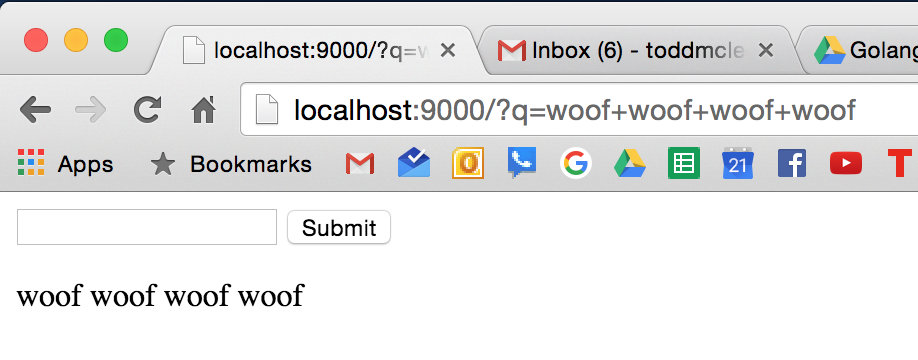 localhost:9000/?q=w
Inbox (6) - toddmcle
Golang
localhost:9000/?q=woof+woof+woof+woof
Apps
Bookmarks
21
Submit
woof woof woof woof